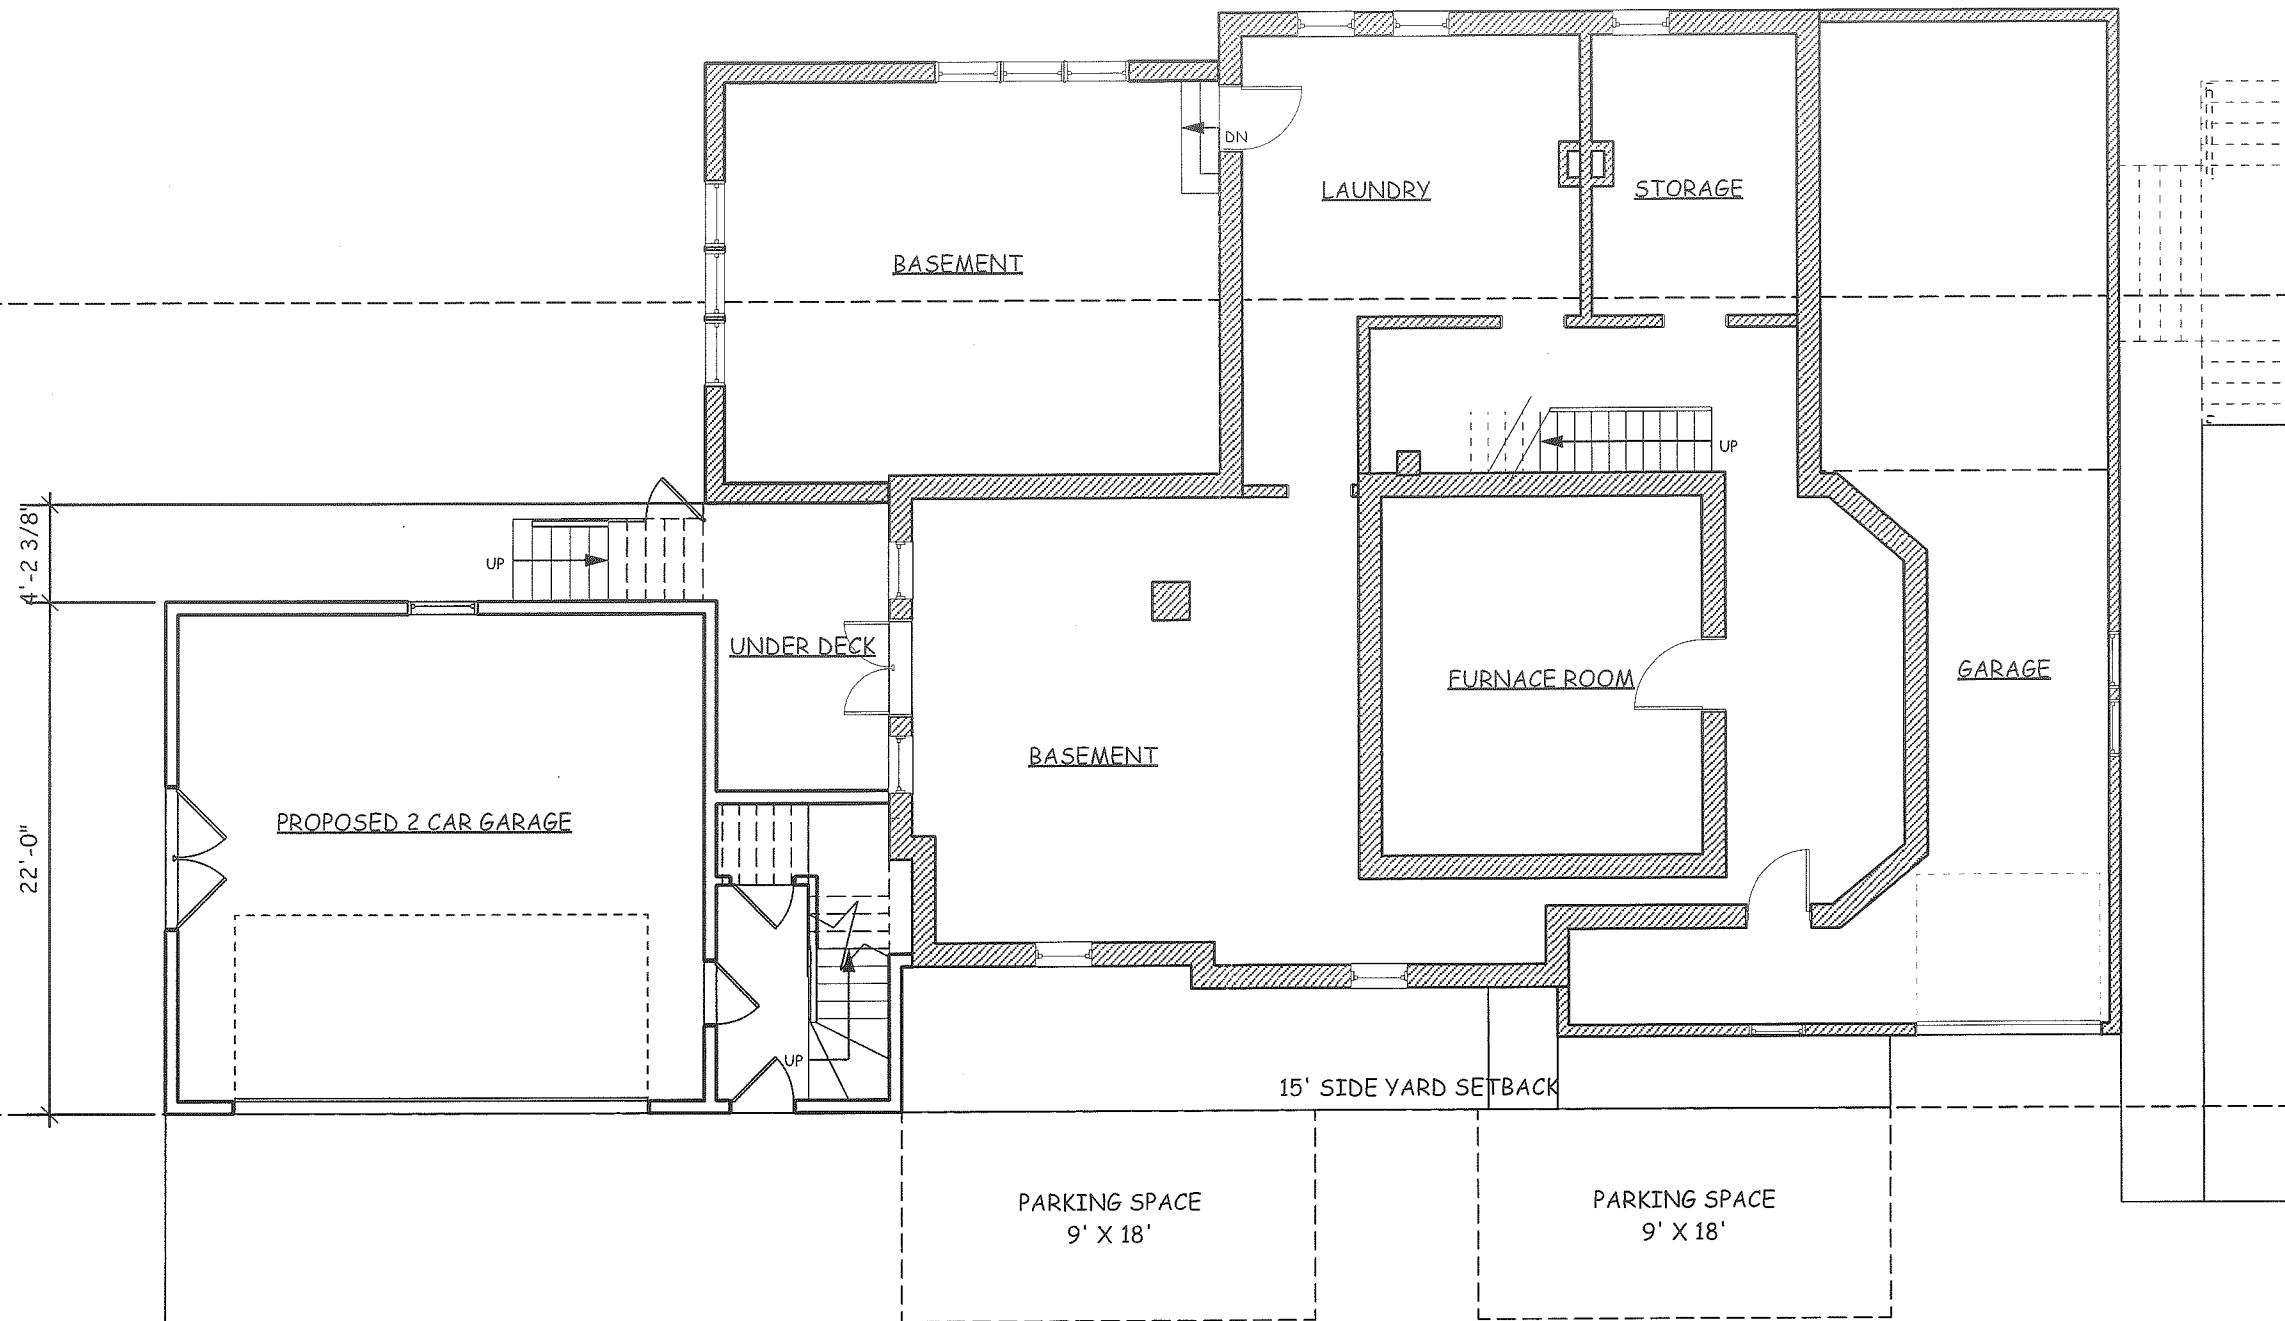 DN
LAUNDRY
STORAGE
BASEMENT
UP
4'-2 3/8"
UP
UNDER DECK
FURNACE ROOM
GARAGE
BASEMENT
PROPOSED 2 CAR GARAGE
22'-0"
UP
15' SIDE YARD SETBACK
PARKING SPACE
9' X 18'
PARKING SPACE
9' X 18'